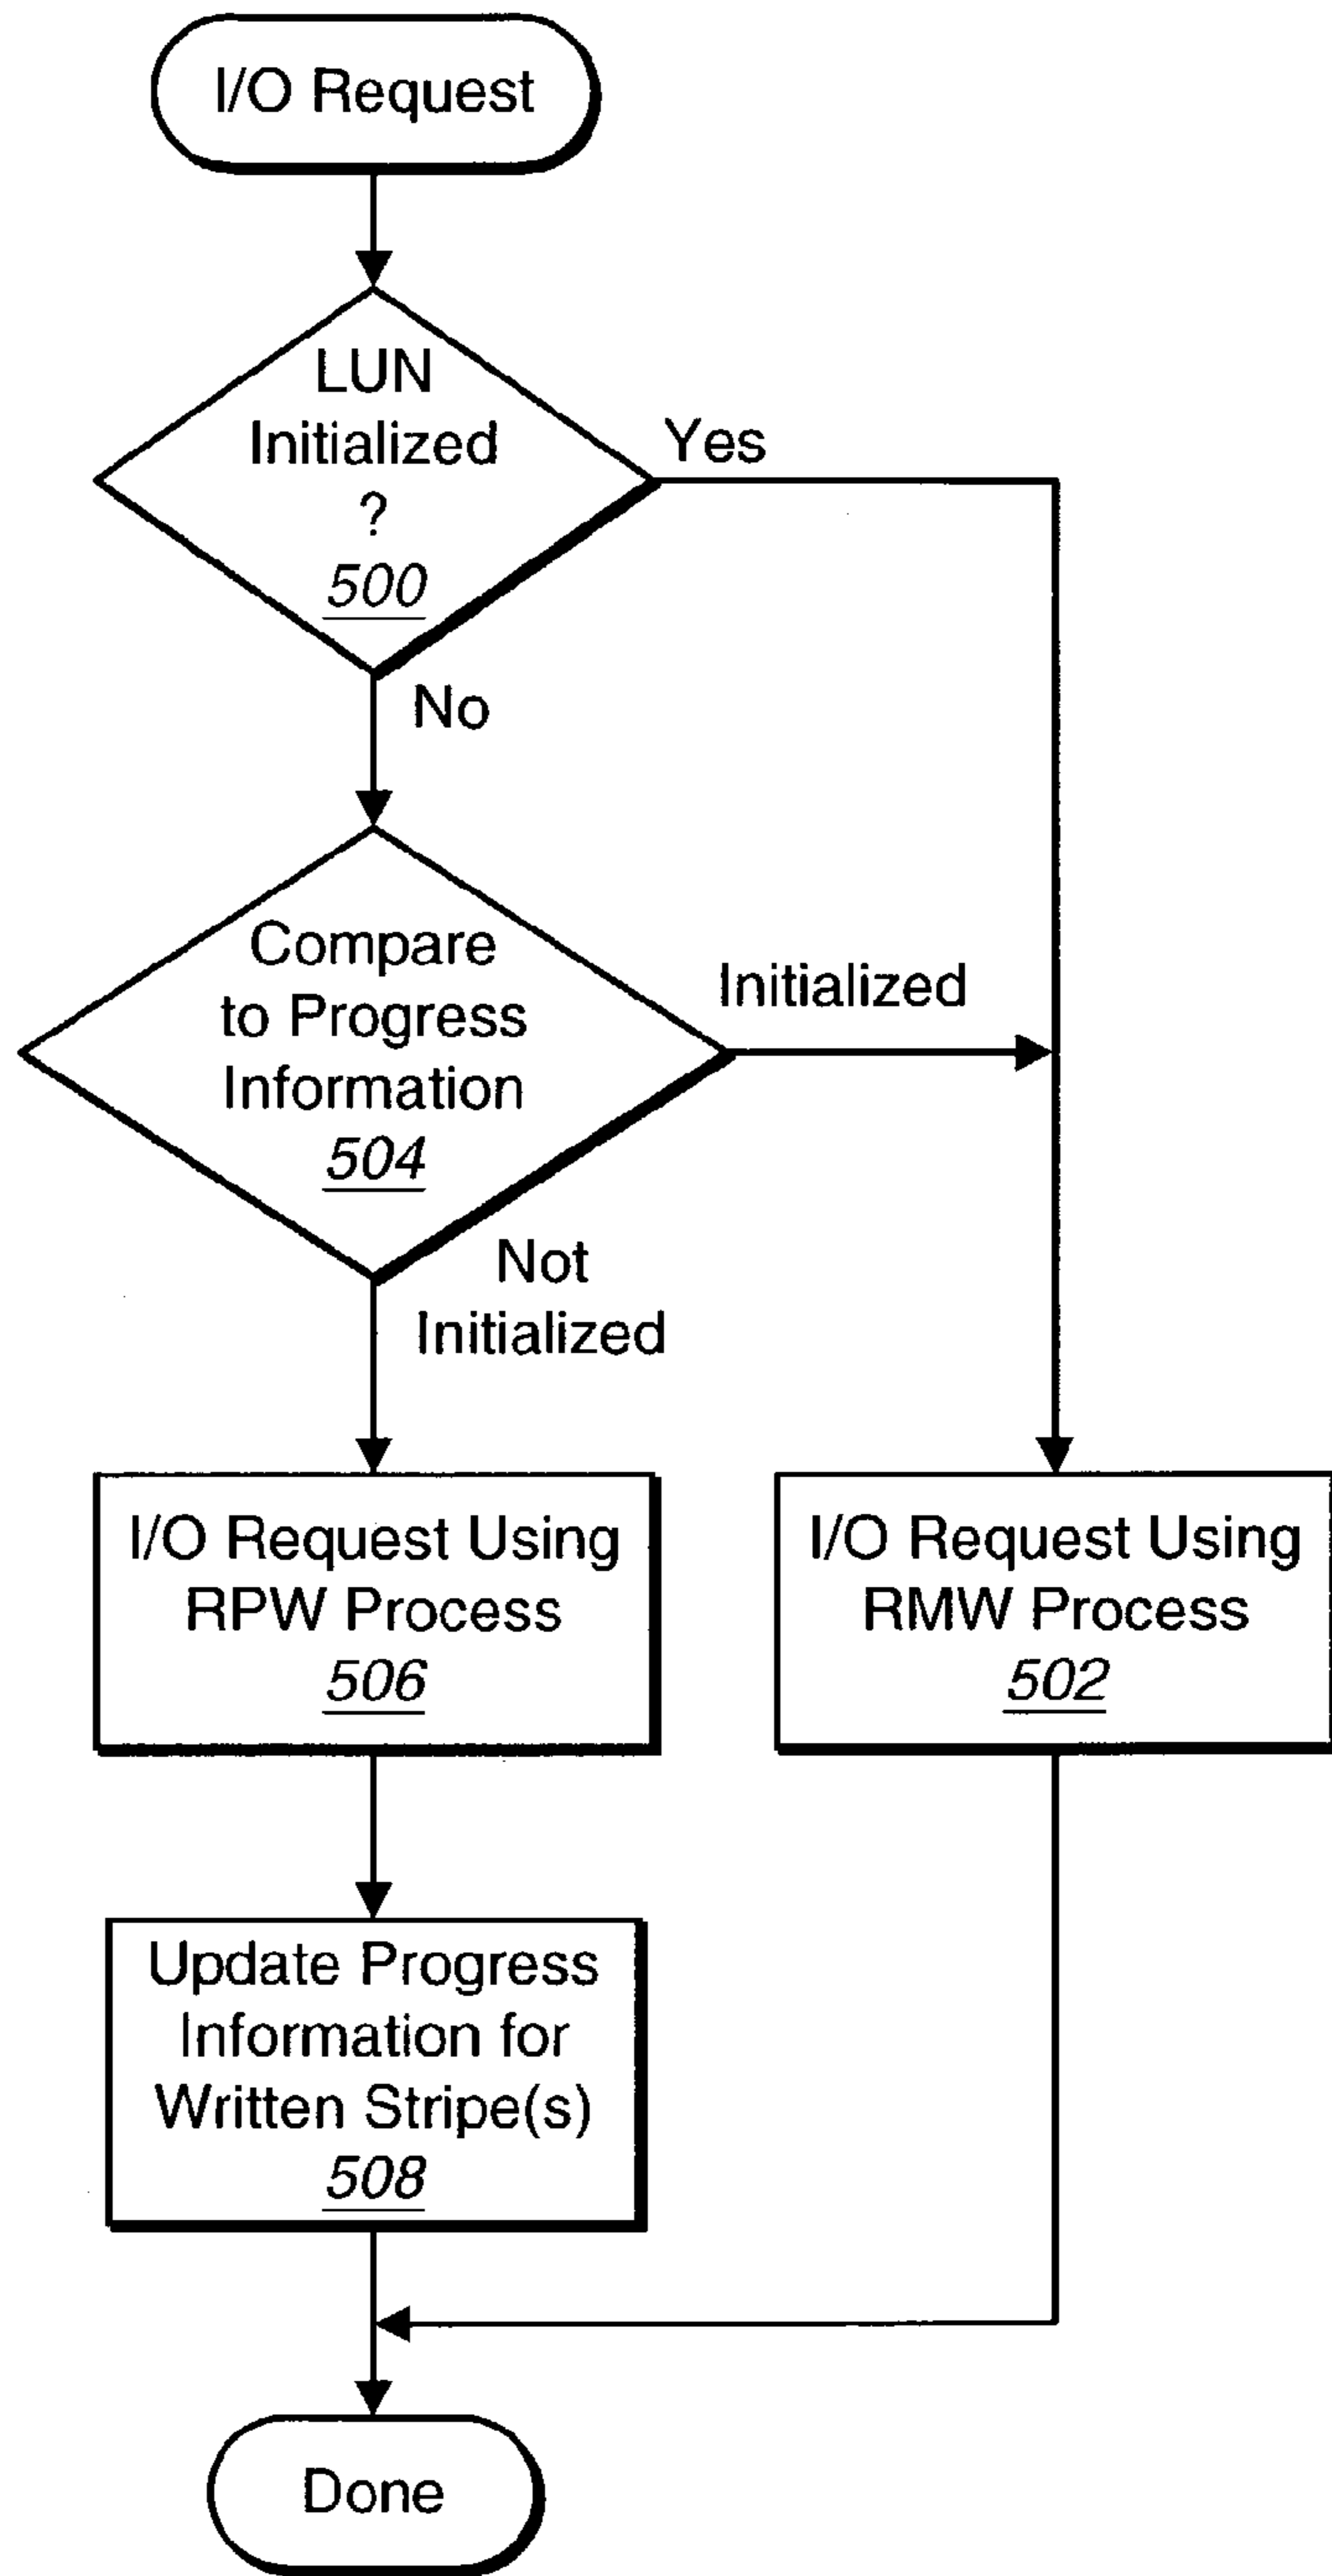 I/O Request
LUN
Initialized
?
500
Yes
No
Compare
to Progress
Information
504
Initialized
Not
Initialized
I/O Request Using
RPW Process
506
I/O Request Using
RMW Process
502
Update Progress
Information for
Written Stripe(s)
508
Done